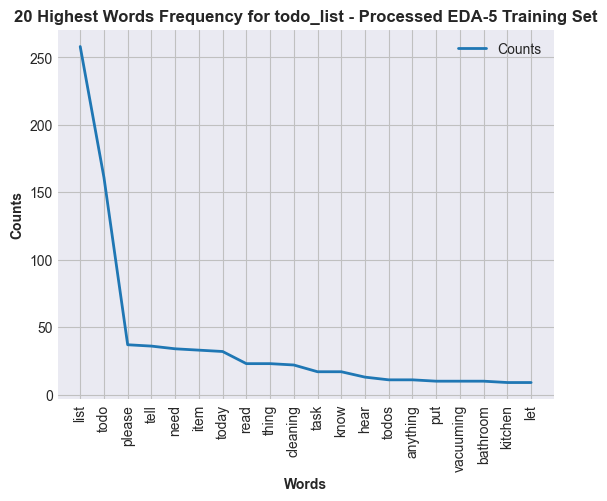 20 Highest Words Frequency for todo_list - Processed EDA-5 Training Set
Counts
250
200
150
100
50
0
Counts
list
todo
please
tell
need
item
today
read
thing
cleaning
task
know
hear
todos
anything
put
vacuuming
bathroom
kitchen
let
Words